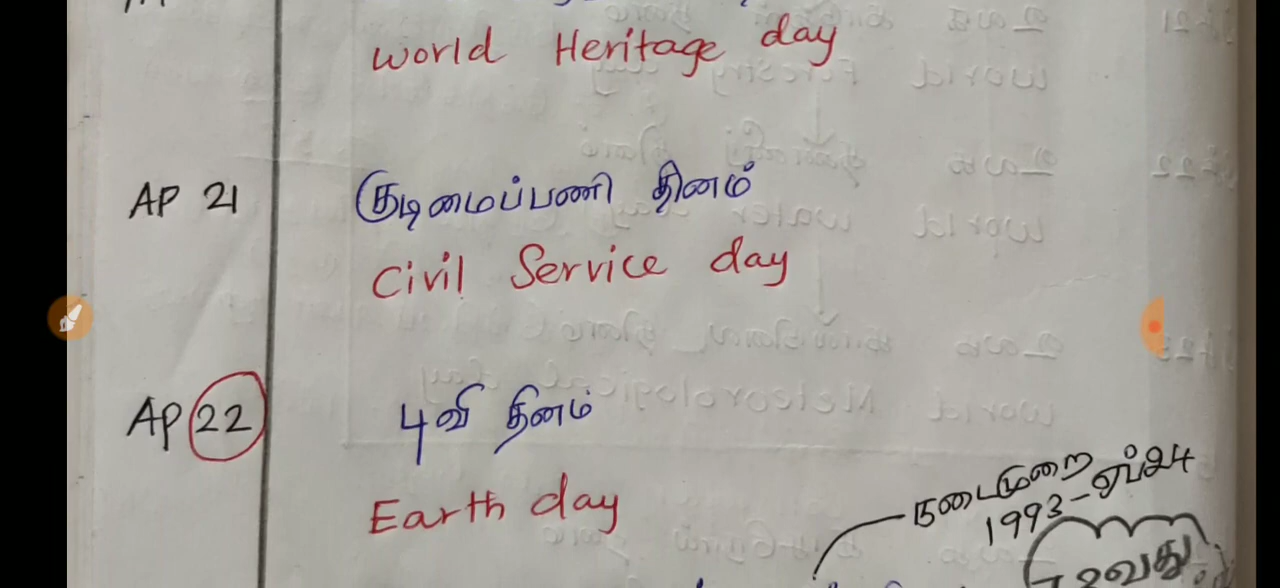 world Heritage day
AP 21 குடிமைப்பணி தினம்
Civil Service day
AP 22 புவி தினம்
Earth day
நடைமுறை
1993-ஏப்24
வது